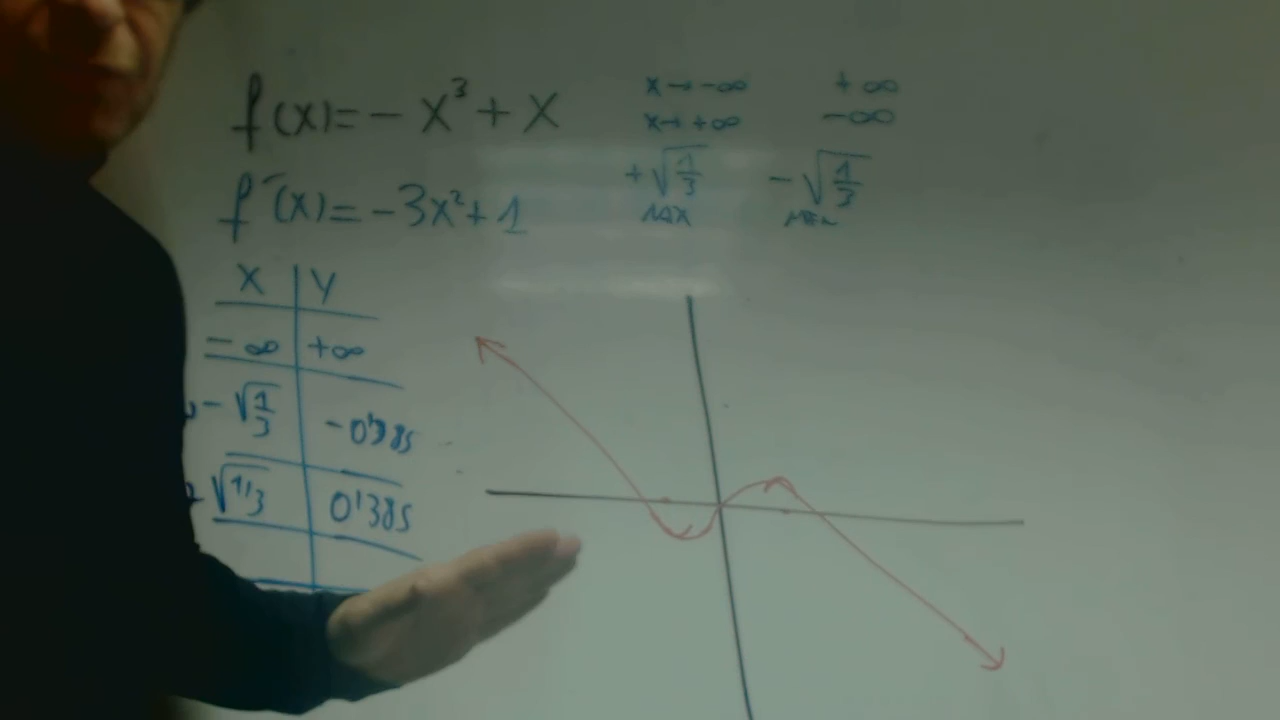 f(x)=-x³+x
x→-∞ +∞
x→+∞ -∞
f'(x)=-3x²+1
+√1/3 -√1/3
MAX MIN
X Y
-∞ +∞
-√1/3 -0'385
√1/3 0'385